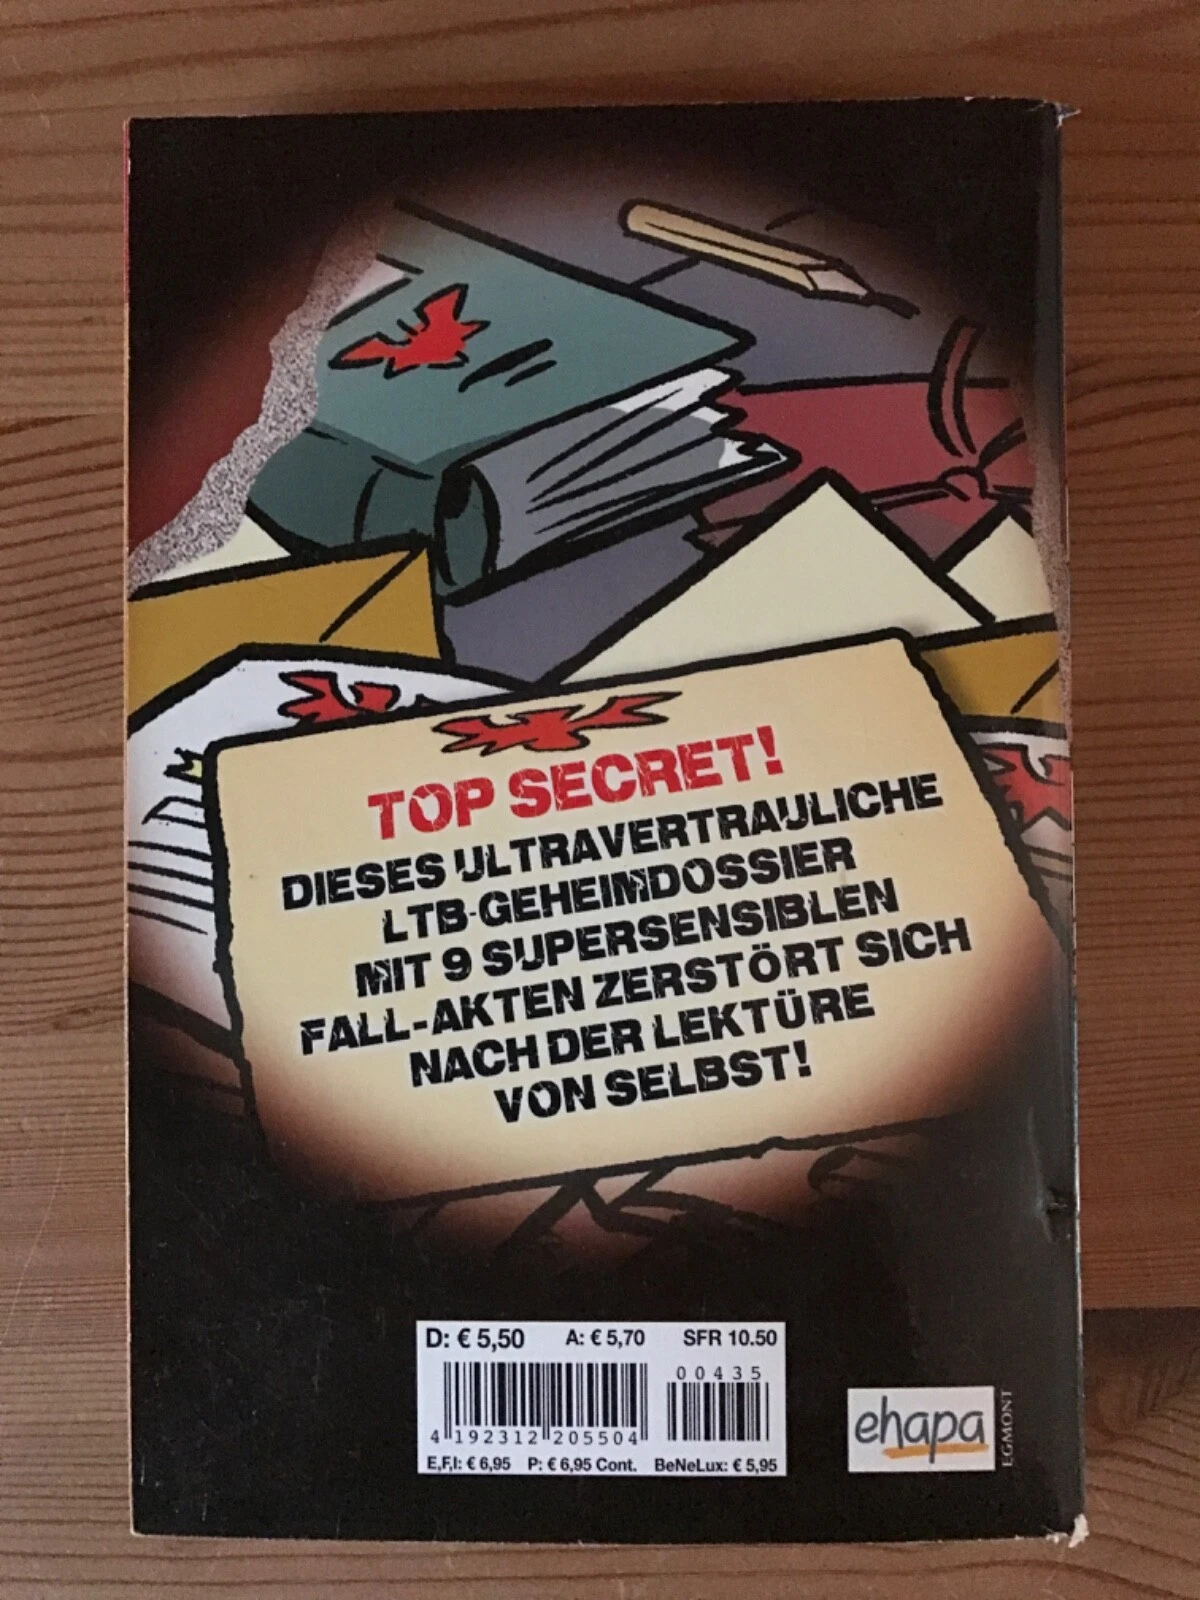 TOP SECRET!
DIESES ULTRAVERTRAULICHE
LTB-GEHEIMDOSSIER
MIT 9 SUPERSENSIBLEN
FALL-AKTEN ZERSTÖRT SICH
NACH DER LEKTÜRE
VON SELBST!
D: € 5,50 A: € 5,70 SFR 10.50
00435
4 192312 205504
E,F,I: € 6,95 P: € 6,95 Cont. BeNeLux: € 5,95
ehapa
EGMONT